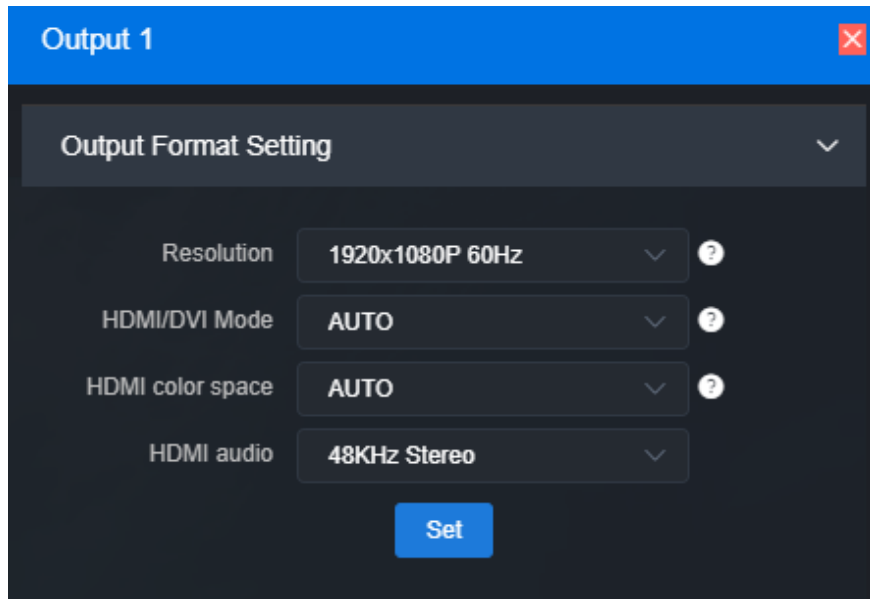 Output 1
Output Format Setting
Resolution 1920x1080P 60Hz ?
HDMI/DVI Mode AUTO ?
HDMI color space AUTO ?
HDMI audio 48KHz Stereo
Set